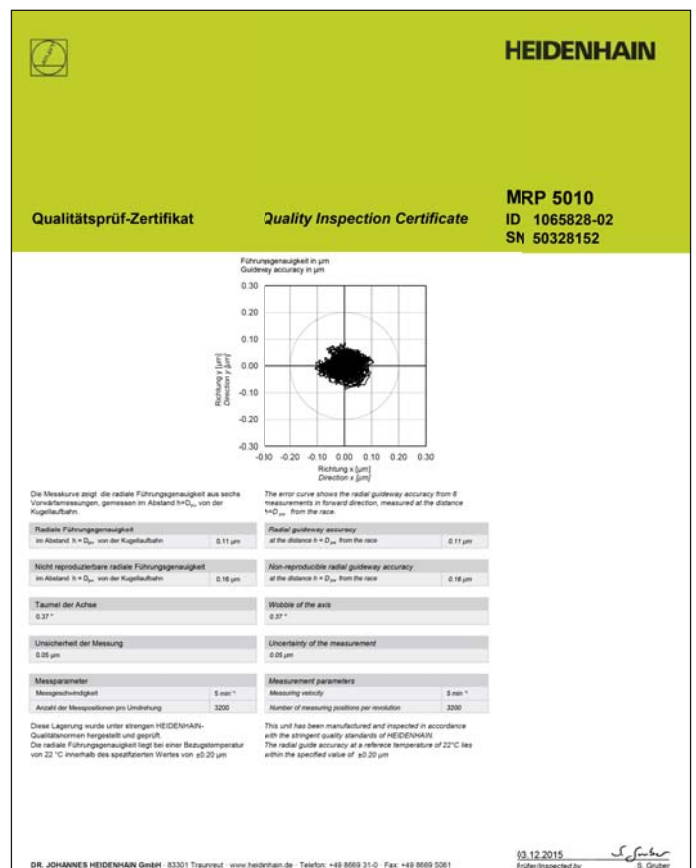 HEIDENHAIN
MRP 5010
ID 1065828-02
SN 50328152
Qualitätsprüf-Zertifikat
Quality Inspection Certificate
Führungsgenauigkeit in µm
Guideway accuracy in µm
0.30
0.20
0.10
0.00
-0.10
-0.20
-0.30
Richtung y [µm]
Direction y [µm]
-0.30 -0.20 -0.10 0.00 0.10 0.20 0.30
Richtung x [µm]
Direction x [µm]
Die Messkurve zeigt die radiale Führungsgenauigkeit aus sechs
Vorwärtsmessungen, gemessen im Abstand h=D von der
Kugellaufbahn.
The error curve shows the radial guideway accuracy from 6
measurements in forward direction, measured at the distance
h=D from the race.
Radiale Führungsgenauigkeit
im Abstand h = D von der Kugellaufbahn 0.11 µm
Radial guideway accuracy
at the distance h = D from the race 0.11 µm
Nicht reproduzierbare radiale Führungsgenauigkeit
im Abstand h = D von der Kugellaufbahn 0.16 µm
Non-reproducible radial guideway accuracy
at the distance h = D from the race 0.16 µm
Taumel der Achse
0.37 "
Wobble of the axis
0.37 "
Unsicherheit der Messung
0.05 µm
Uncertainty of the measurement
0.05 µm
Messparameter
Messgeschwindigkeit 5 min⁻¹
Anzahl der Messpositionen pro Umdrehung 3200
Measurement parameters
Measuring velocity 5 min⁻¹
Number of measuring positions per revolution 3200
Diese Lagerung wurde unter strengen HEIDENHAIN-
Qualitätsnormen hergestellt und geprüft.
Die radiale Führungsgenauigkeit liegt bei einer Bezugstemperatur
von 22 °C innerhalb des spezifizierten Wertes von ±0.20 µm
This unit has been manufactured and inspected in accordance
with the stringent quality standards of HEIDENHAIN.
The radial guide accuracy at a referece temperature of 22°C lies
within the specified value of ±0.20 µm
03.12.2015
S. Gruber
Prüfer/Inspected by S. Gruber
DR. JOHANNES HEIDENHAIN GmbH · 83301 Traunreut · www.heidenhain.de · Telefon: +49 8669 31-0 · Fax: +49 8669 5061